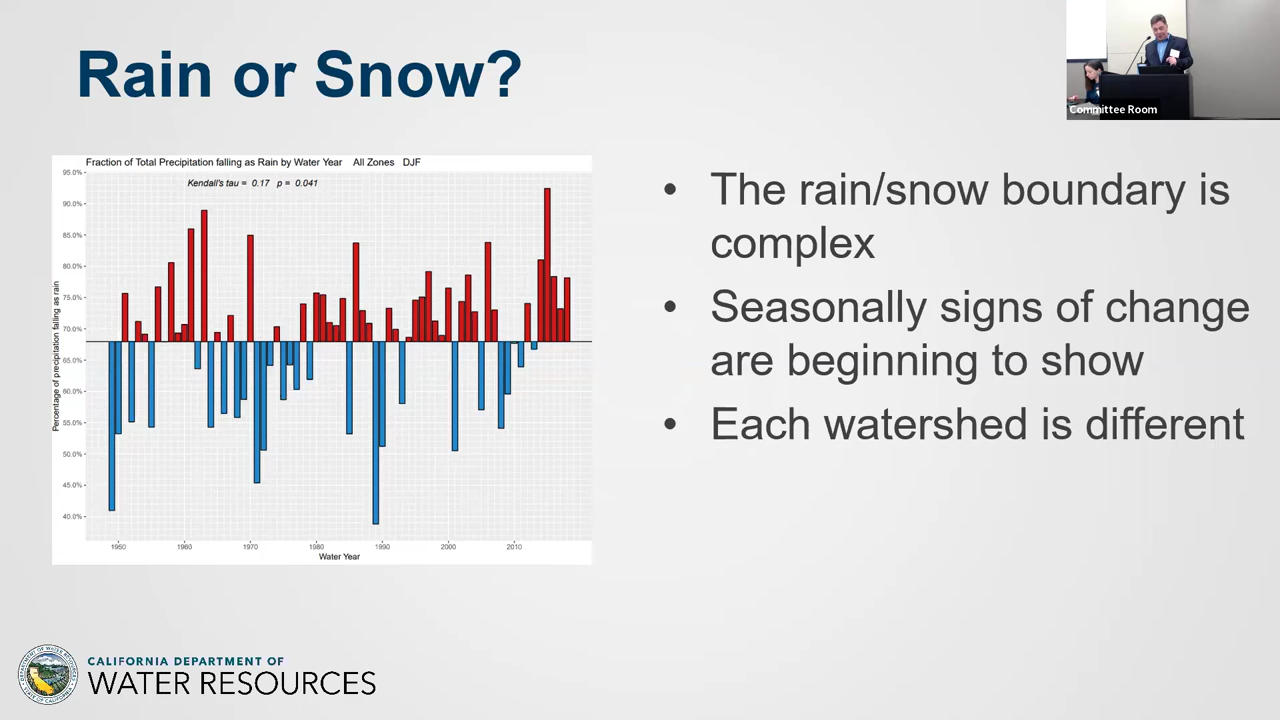 Rain or Snow?
Committee Room
Fraction of Total Precipitation falling as Rain by Water Year All Zones DJF
Kendall's tau = 0.17 p = 0.041
95.0%
90.0%
85.0%
80.0%
75.0%
70.0%
65.0%
60.0%
55.0%
50.0%
45.0%
40.0%
Percentage of precipitation falling as rain
1950 1960 1970 1980 1990 2000 2010
Water Year
• The rain/snow boundary is
complex
• Seasonally signs of change
are beginning to show
• Each watershed is different
CALIFORNIA DEPARTMENT OF
WATER RESOURCES